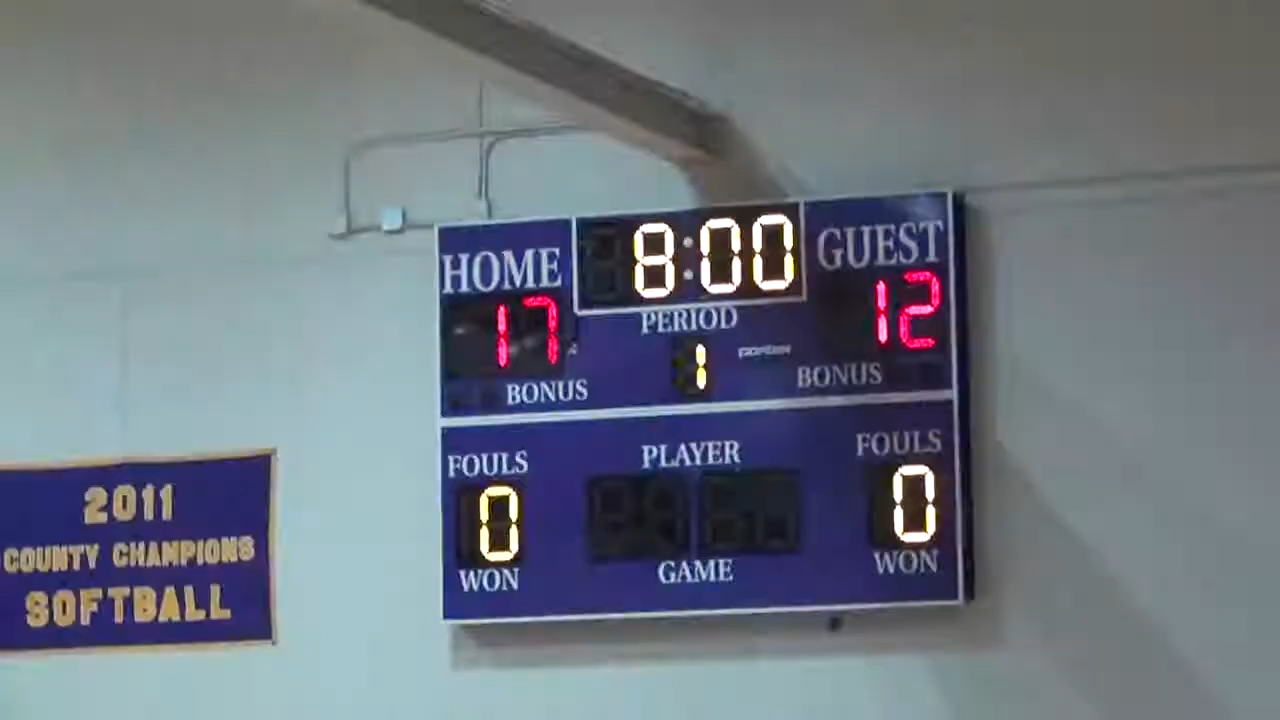 8:00
HOME
GUEST
17
PERIOD
12
1
BONUS
BONUS
FOULS
PLAYER
FOULS
0
0
WON
GAME
WON
2011
COUNTY CHAMPIONS
SOFTBALL